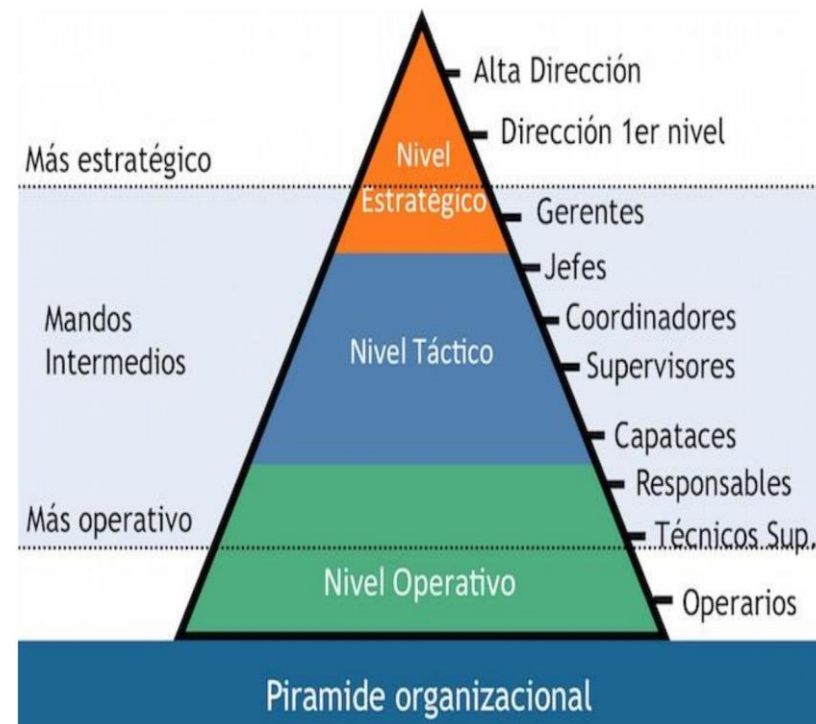 Alta Dirección
Dirección 1er nivel
Más estratégico
Nivel
Estratégico
Gerentes
Jefes
Mandos
Intermedios
Coordinadores
Nivel Táctico
Supervisores
Capataces
Responsables
Más operativo
Técnicos Sup.
Nivel Operativo
Operarios
Piramide organizacional